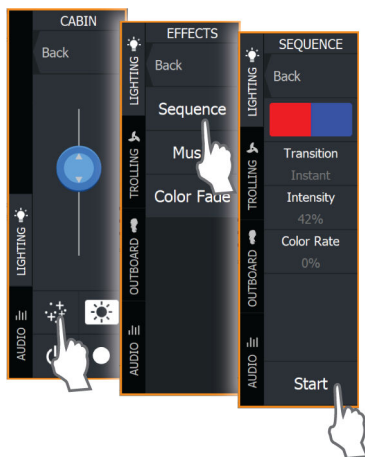 CABIN
Back
LIGHTING
AUDIO
EFFECTS
Back
Sequence
Mus
Color Fade
LIGHTING
TROLLING
OUTBOARD
AUDIO
SEQUENCE
Back
Transition
Instant
Intensity
42%
Color Rate
0%
Start
LIGHTING
TROLLING
OUTBOARD
AUDIO